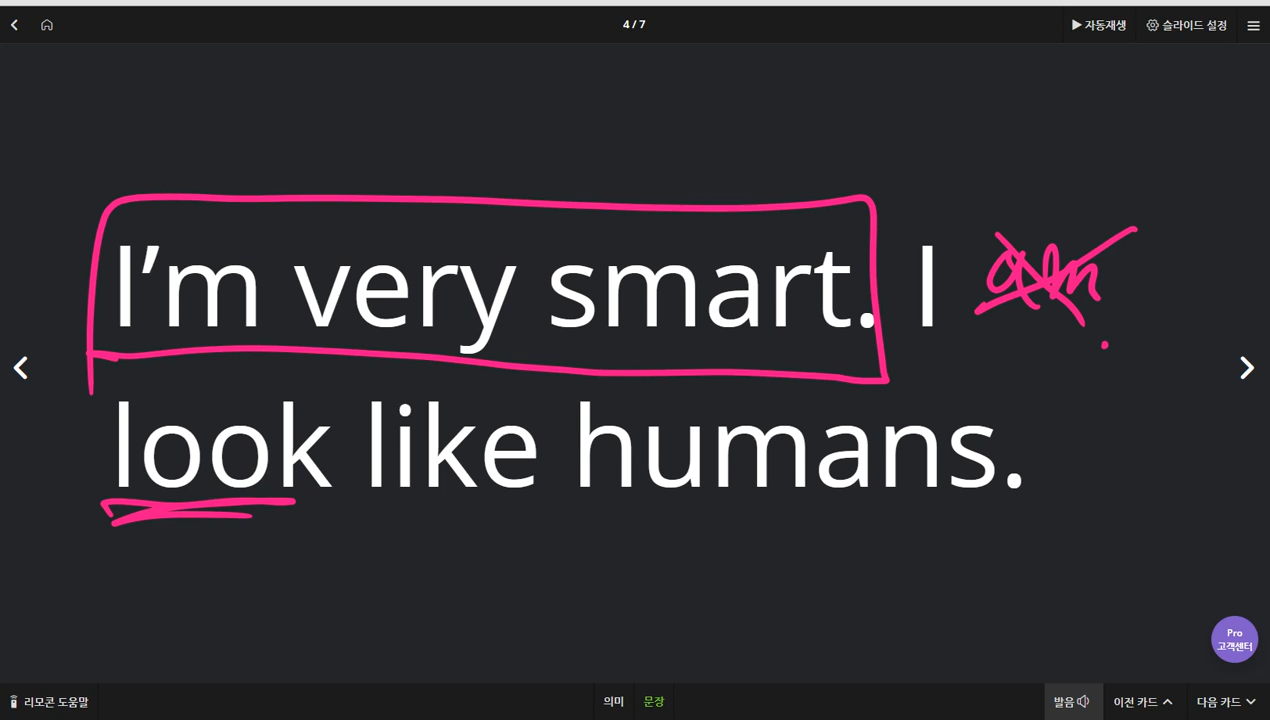 4 / 7
자동재생
슬라이드 설정
I'm very smart. I am
look like humans.
Pro
고객센터
리모콘 도움말
의미
문장
발음
이전 카드
다음 카드